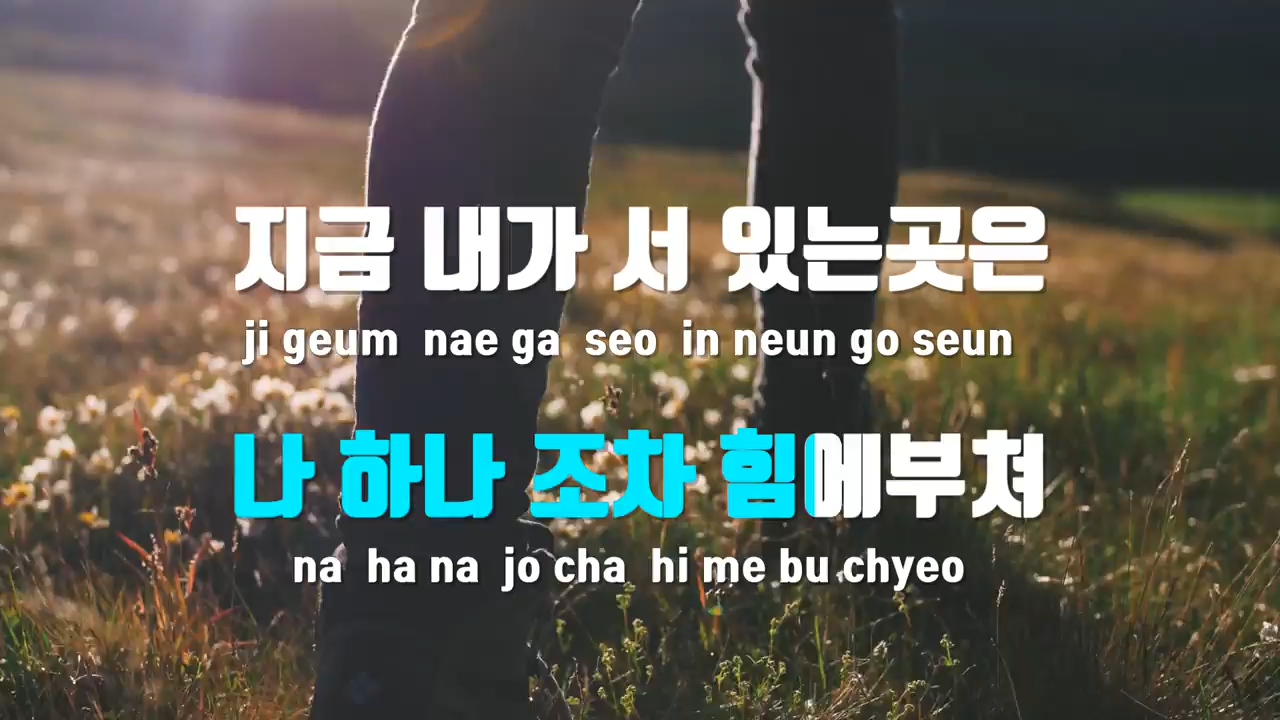 지금 내가 서 있는곳은
ji geum nae ga seo in neun go seun
나 하나 조차 힘에부쳐
na ha na jo cha hi me bu chyeo